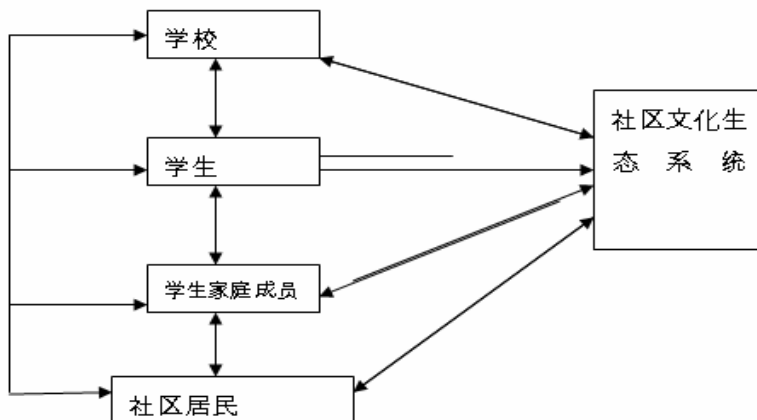 学校
学生
学生家庭成员
社区居民
社区文化生
态系统